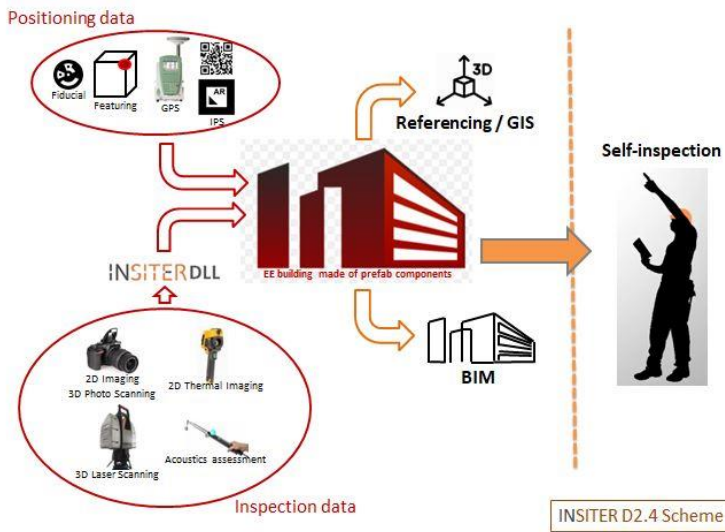 Positioning data
Fiducial
Featuring
GPS
AR
IPS
3D
Referencing / GIS
Self-inspection
EE building made of prefab components
INSITER DLL
2D Imaging
3D Photo Scanning
2D Thermal Imaging
BIM
3D Laser Scanning
Acoustics assessment
Inspection data
INSITER D2.4 Scheme